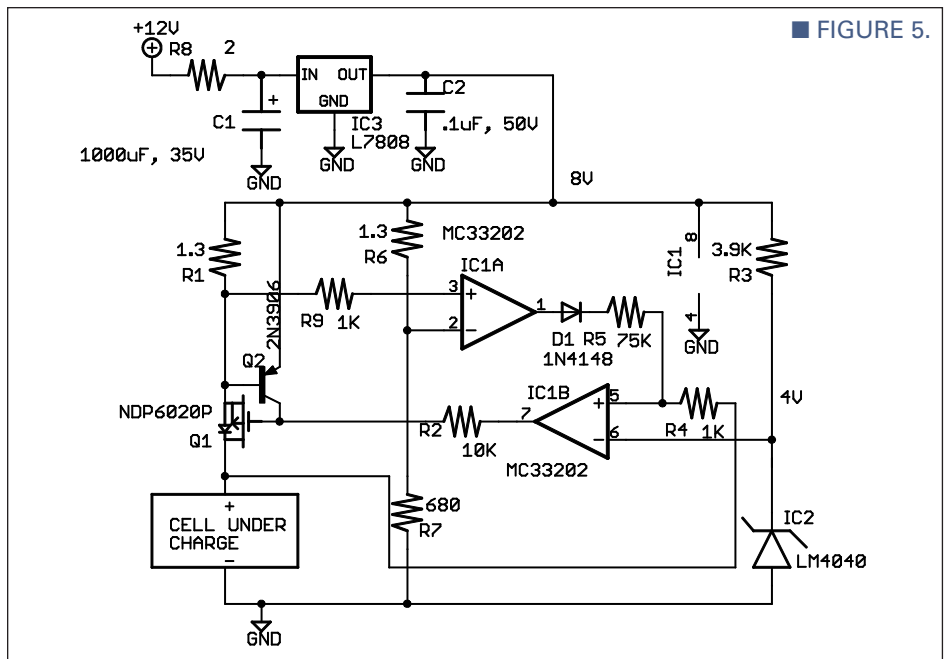 ■ FIGURE 5.
+12V
R8 2
IN OUT
GND
C1
+
1000uF, 35V
GND
IC3
L7808
GND
C2
.1uF, 50V
GND
8V
1.3
R1
2N3906
1.3
R6
MC33202
IC1A
R9 1K
3 +
2 -
1
D1 R5
1N4148
75K
IC1
8
4
GND
3.9K
R3
4V
Q2
NDP6020P
Q1
R2
10K
IC1B
7
+ 5
- 6
MC33202
R4 1K
680
R7
+
CELL UNDER
CHARGE
-
IC2
LM4040
GND